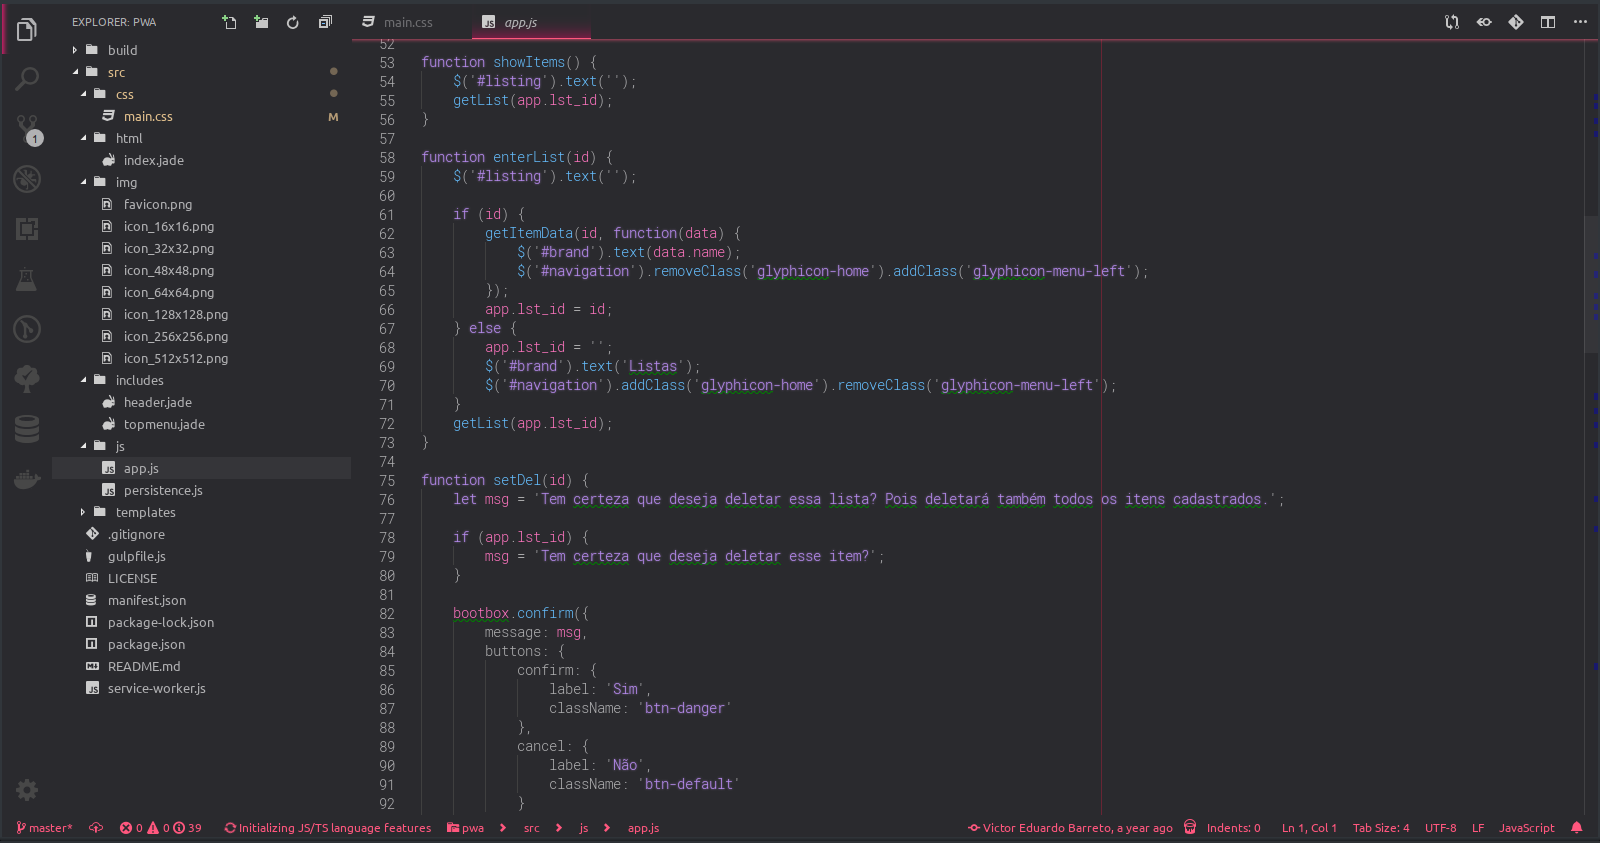 EXPLORER: PWA
build
src
css
main.css M
html
index.jade
img
favicon.png
icon_16x16.png
icon_32x32.png
icon_48x48.png
icon_64x64.png
icon_128x128.png
icon_256x256.png
icon_512x512.png
includes
header.jade
topmenu.jade
js
JS app.js
JS persistence.js
templates
.gitignore
gulpfile.js
LICENSE
manifest.json
package-lock.json
package.json
README.md
JS service-worker.js
1
main.css
JS app.js
52
53 function showItems() {
54 $('#listing').text('');
55 getList(app.lst_id);
56 }
57
58 function enterList(id) {
59 $('#listing').text('');
60
61 if (id) {
62 getItemData(id, function(data) {
63 $('#brand').text(data.name);
64 $('#navigation').removeClass('glyphicon-home').addClass('glyphicon-menu-left');
65 });
66 app.lst_id = id;
67 } else {
68 app.lst_id = '';
69 $('#brand').text('Listas');
70 $('#navigation').addClass('glyphicon-home').removeClass('glyphicon-menu-left');
71 }
72 getList(app.lst_id);
73 }
74
75 function setDel(id) {
76 let msg = 'Tem certeza que deseja deletar essa lista? Pois deletará também todos os itens cadastrados.';
77
78 if (app.lst_id) {
79 msg = 'Tem certeza que deseja deletar esse item?';
80 }
81
82 bootbox.confirm({
83 message: msg,
84 buttons: {
85 confirm: {
86 label: 'Sim',
87 className: 'btn-danger'
88 },
89 cancel: {
90 label: 'Não',
91 className: 'btn-default'
92 }
master* 0 0 39 Initializing JS/TS language features pwa src js app.js Victor Eduardo Barreto, a year ago Indents: 0 Ln 1, Col 1 Tab Size: 4 UTF-8 LF JavaScript